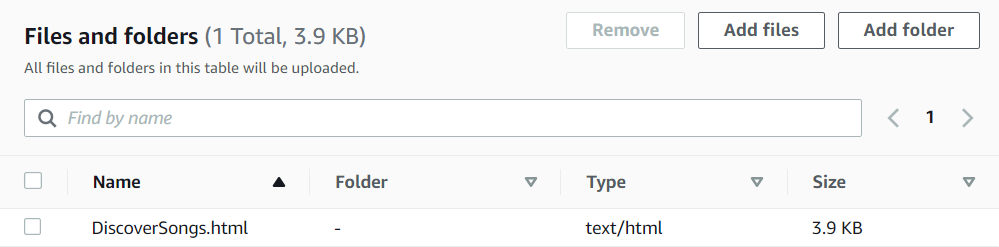 Files and folders (1 Total, 3.9 KB)
Remove
Add files
Add folder
All files and folders in this table will be uploaded.
Find by name
1
Name Folder Type Size
DiscoverSongs.html - text/html 3.9 KB